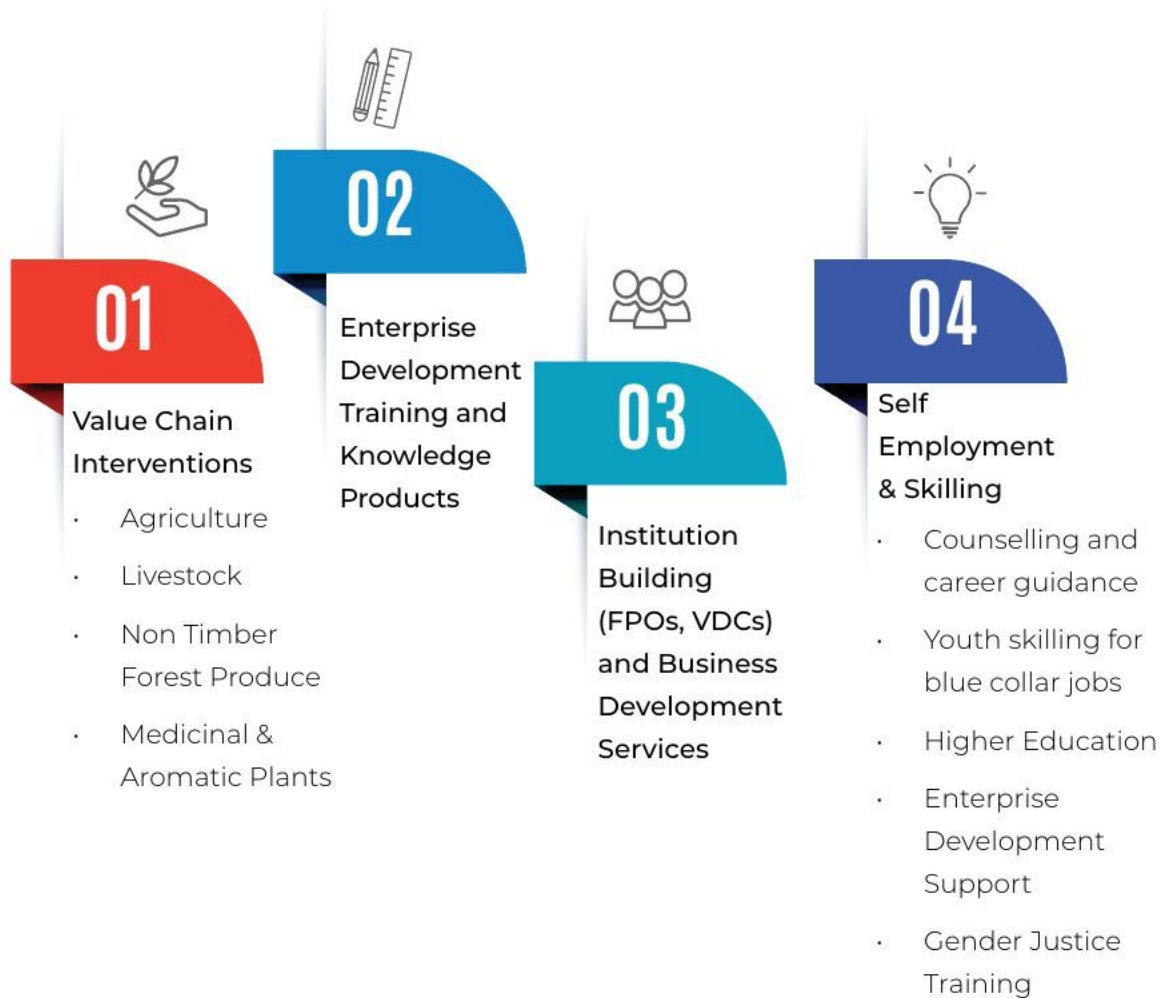 01
Value Chain
Interventions
· Agriculture
· Livestock
· Non Timber
Forest Produce
· Medicinal &
Aromatic Plants
02
Enterprise
Development
Training and
Knowledge
Products
03
Institution
Building
(FPOs, VDCs)
and Business
Development
Services
04
Self
Employment
& Skilling
· Counselling and
career guidance
· Youth skilling for
blue collar jobs
· Higher Education
· Enterprise
Development
Support
· Gender Justice
Training